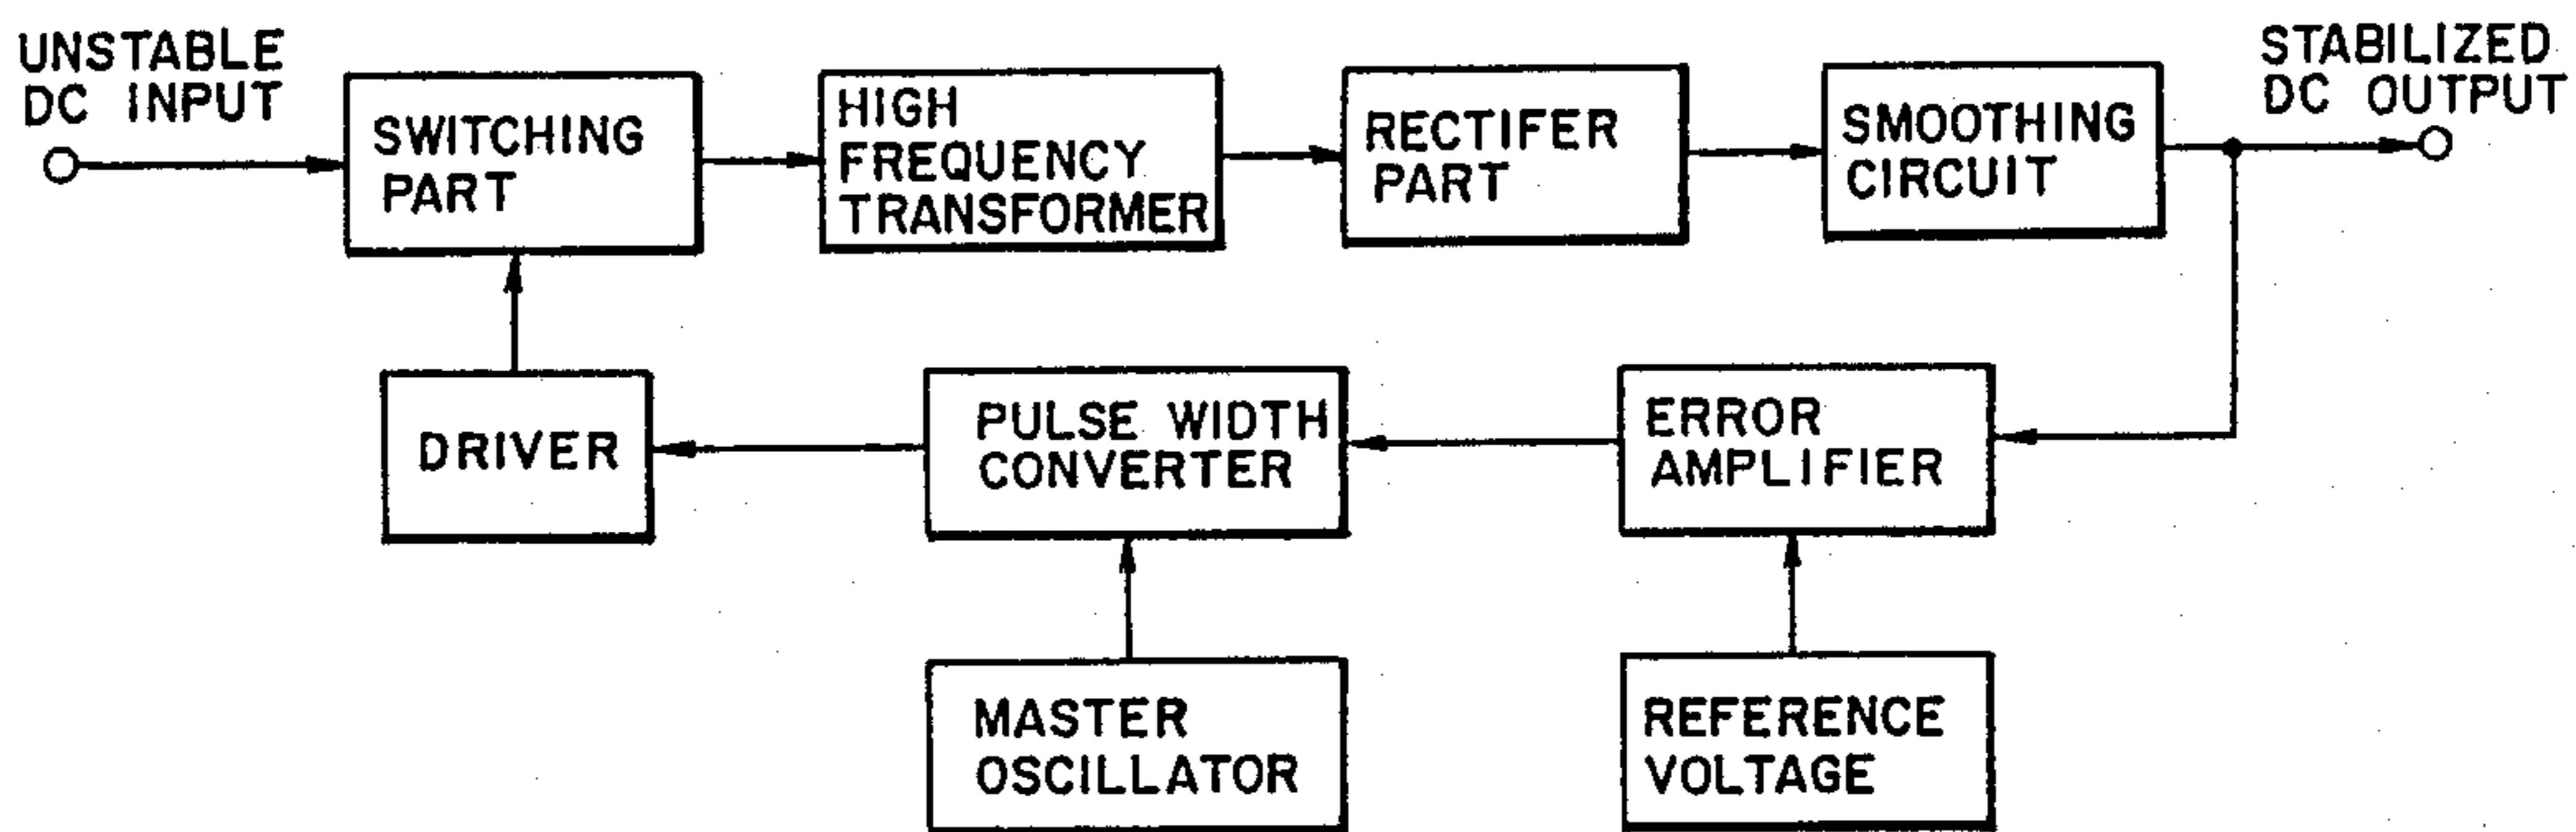 UNSTABLE
DC INPUT
SWITCHING
PART
HIGH
FREQUENCY
TRANSFORMER
RECTIFER
PART
SMOOTHING
CIRCUIT
STABILIZED
DC OUTPUT
DRIVER
PULSE WIDTH
CONVERTER
ERROR
AMPLIFIER
MASTER
OSCILLATOR
REFERENCE
VOLTAGE